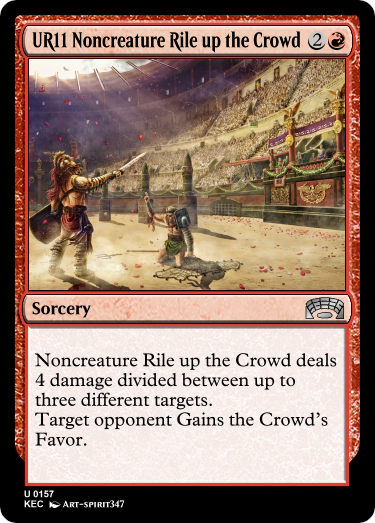 UR11 Noncreature Rile up the Crowd 2
Sorcery
Noncreature Rile up the Crowd deals
4 damage divided between up to
three different targets.
Target opponent Gains the Crowd's
Favor.
U 0157
KEC Art-spirit347